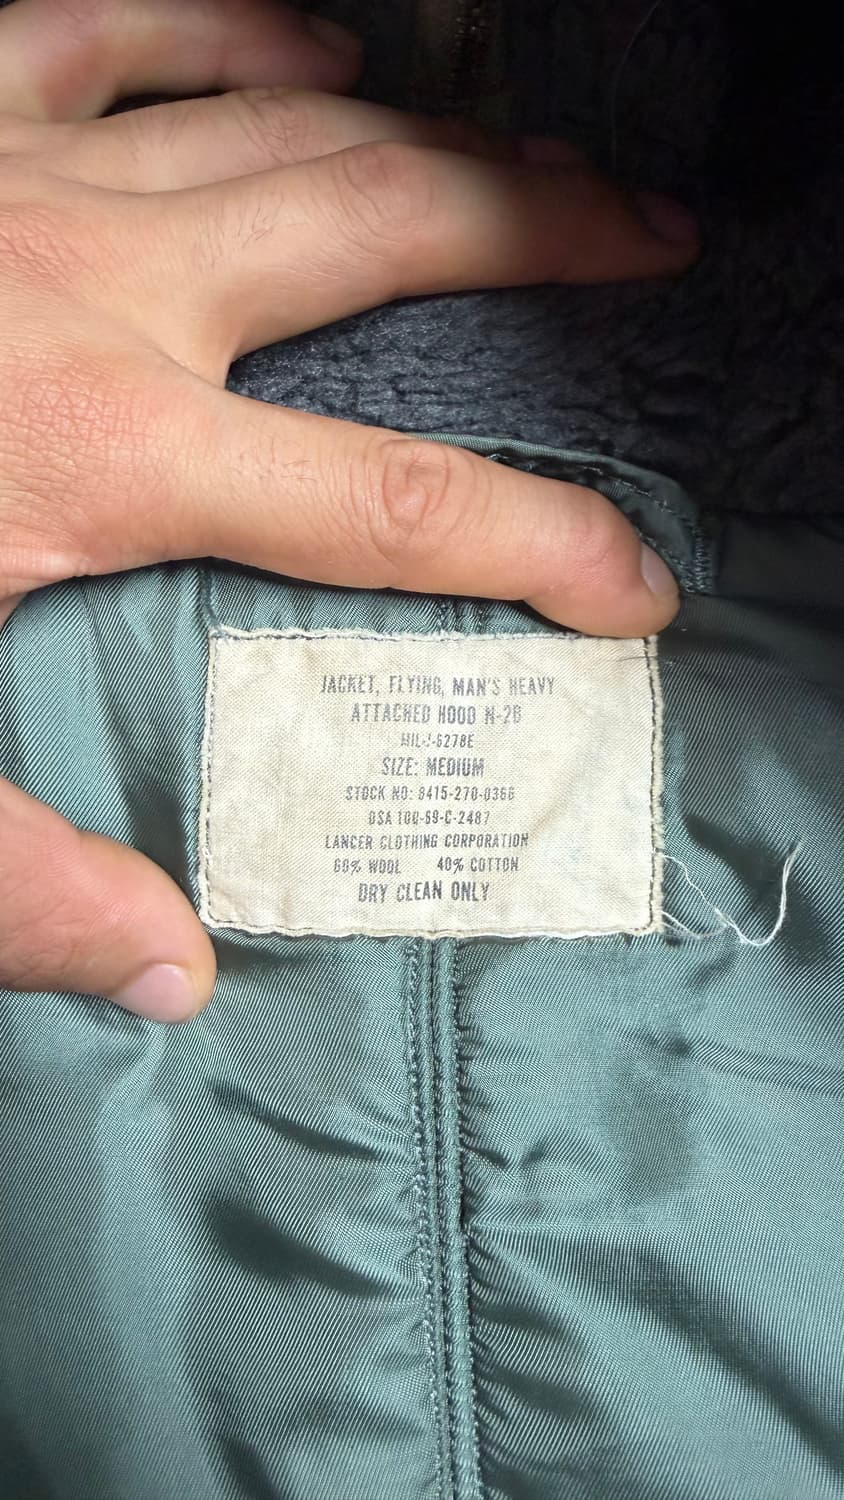 JACKET, FLYING, MAN'S HEAVY
ATTACHED HOOD N-2B
MIL-J-6278E
SIZE: MEDIUM
STOCK NO: 8415-270-0366
DSA 100-69-C-2487
LANCER CLOTHING CORPORATION
60% WOOL 40% COTTON
DRY CLEAN ONLY